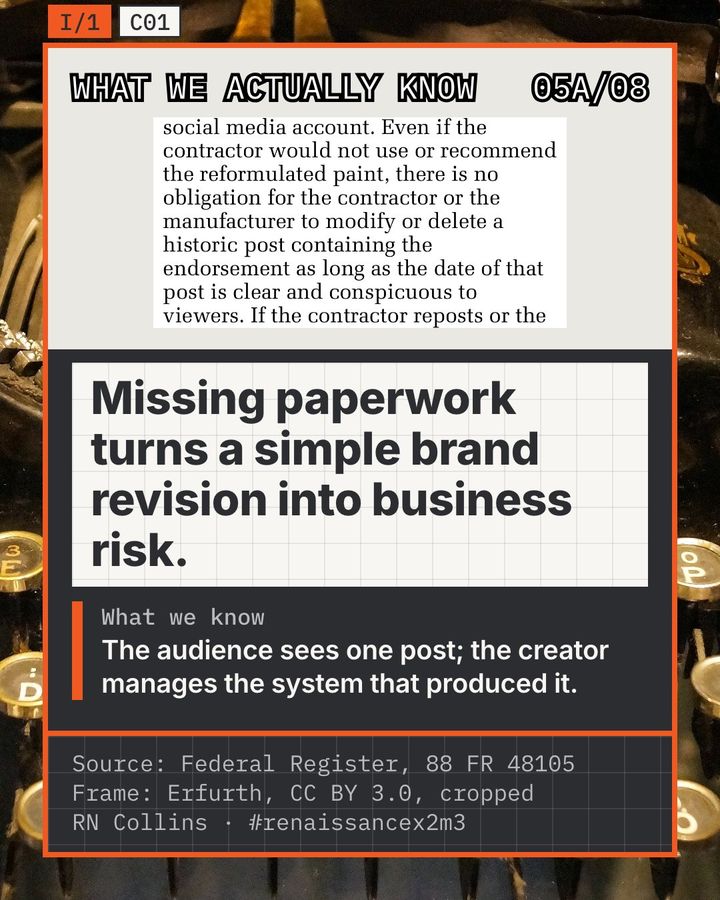 I/1 C01
WHAT WE ACTUALLY KNOW 05A/08
social media account. Even if the
contractor would not use or recommend
the reformulated paint, there is no
obligation for the contractor or the
manufacturer to modify or delete a
historic post containing the
endorsement as long as the date of that
post is clear and conspicuous to
viewers. If the contractor reposts or the
Missing paperwork
turns a simple brand
revision into business
risk.
What we know
The audience sees one post; the creator
manages the system that produced it.
Source: Federal Register, 88 FR 48105
Frame: Erfurth, CC BY 3.0, cropped
RN Collins · #renaissancex2m3
3
E
D
O
P